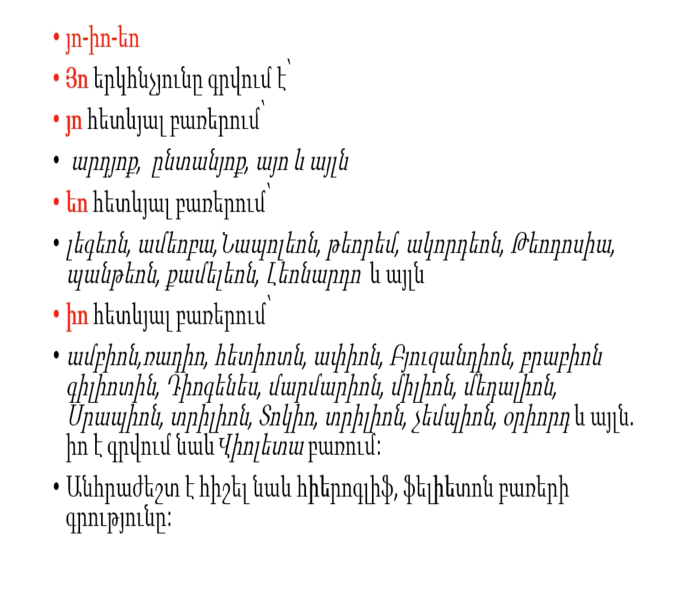 • յո-իո-եո
• Յո երկհնչյունը գրվում է՝
• յո հետևյալ բառերում՝
• արդյոք, ընտանյոք, այո և այլն
• եո հետևյալ բառերում՝
• լեգեոն, ամեոբա,Նապոլեոն, թեորեմ, ակորդեոն, Թեոդոսիա,
պանթեոն, քամելեոն, Լեոնարդո և այլն
• իո հետևյալ բառերում՝
• ամբիոն,ռադիո, հետիոտն, ափիոն, Բյուզանդիոն, բրաբիոն
գիլիոտին, Դիոգենես, մարմարիոն, միլիոն, մեդալիոն,
Սրապիոն, տրիլիոն, Տոկիո, տրիլիոն, չեմպիոն, օրիորդ և այլն.
իո է գրվում նաև Վիոլետա բառում:
• Անհրաժեշտ է հիշել նաև հիերոգլիֆ, ֆելիետոն բառերի
գրությունը: